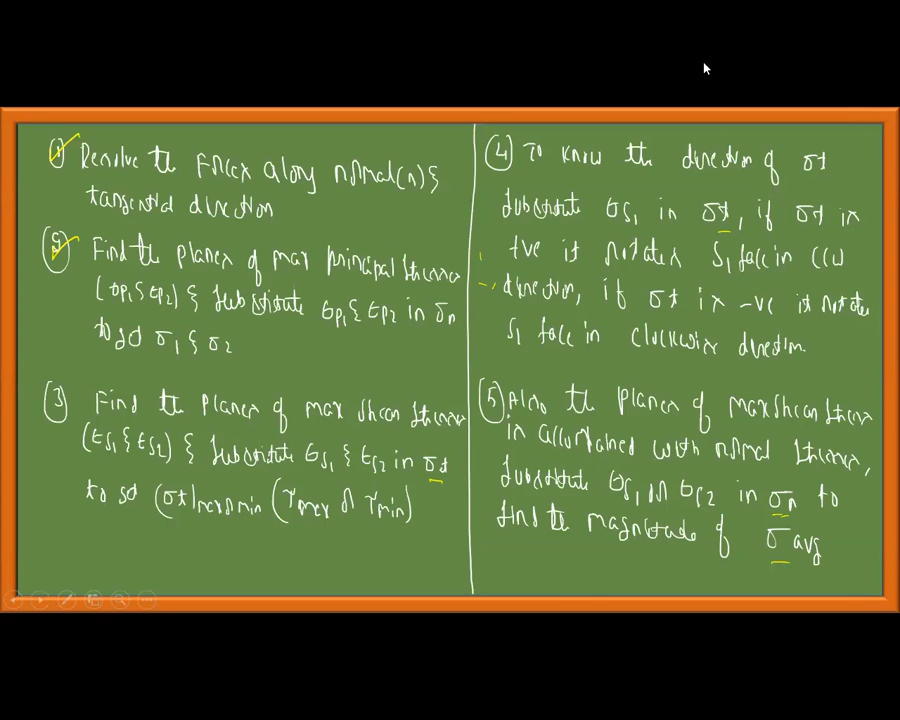 ① Resolve the Forces along normal(n) &
tangential direction
② Find the planes of max principal stresses
(θp₁ & θp₂) & substitute θp₁ & θp₂ in σn
to get σ₁ & σ₂
③ Find the planes of max shear stresses
(θs₁ & θs₂) & substitute θs₁ & θs₂ in σt
to get (σt)max or min (τmax or τmin)
④ To know the direction of σt
substitute θs₁ in σt, if σt is
+ve it rotates S₁ face in CCW
direction, if σt is -ve it rotates
S₁ face in clockwise direction.
⑤ Also the planes of max shear stresses
is accompanied with normal stresses,
substitute θs₁ or θs₂ in σn to
find the magnitude of σavg